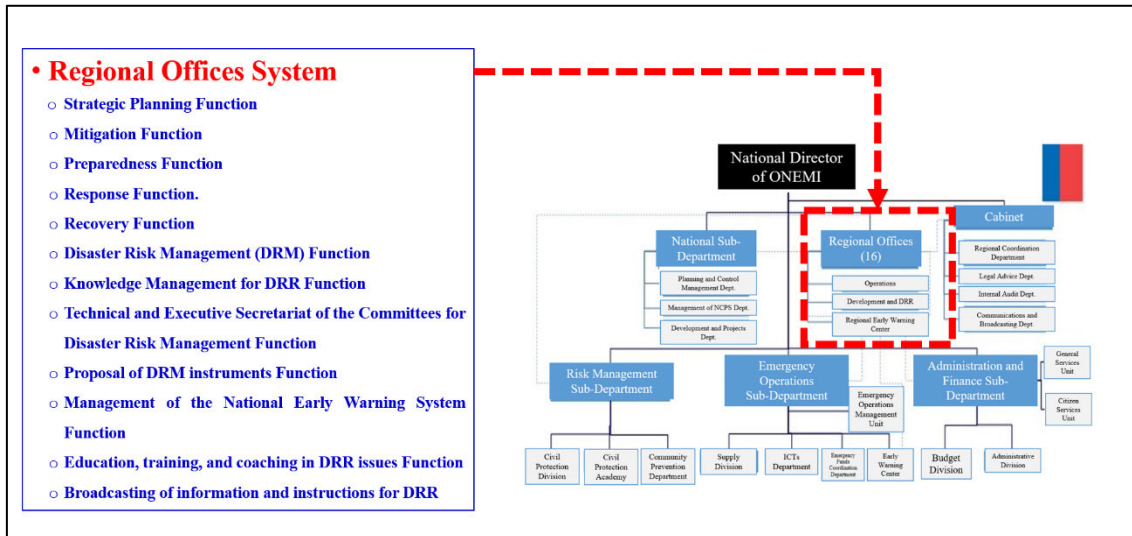 • Regional Offices System
o Strategic Planning Function
o Mitigation Function
o Preparedness Function
o Response Function.
o Recovery Function
o Disaster Risk Management (DRM) Function
o Knowledge Management for DRR Function
o Technical and Executive Secretariat of the Committees for
Disaster Risk Management Function
o Proposal of DRM instruments Function
o Management of the National Early Warning System
Function
o Education, training, and coaching in DRR issues Function
o Broadcasting of information and instructions for DRR
National Director
of ONEMI
National Sub-
Department
Planning and Control
Management Dept.
Management of NCPS Dept.
Development and Projects
Dept.
Regional Offices
(16)
Operations
Development and DRR
Regional Early Warning
Center
Cabinet
Regional Coordination
Department
Legal Advice Dept.
Internal Audit Dept.
Communications and
Broadcasting Dept.
Risk Management
Sub-Department
Civil
Protection
Division
Civil
Protection
Academy
Community
Prevention
Department
Emergency
Operations
Sub-Department
Emergency
Operations
Management
Unit
Supply
Division
ICTs
Department
Emergency
Funds
Coordination
Department
Early
Warning
Center
Administration and
Finance Sub-
Department
General
Services
Unit
Citizen
Services
Unit
Budget
Division
Administrative
Division